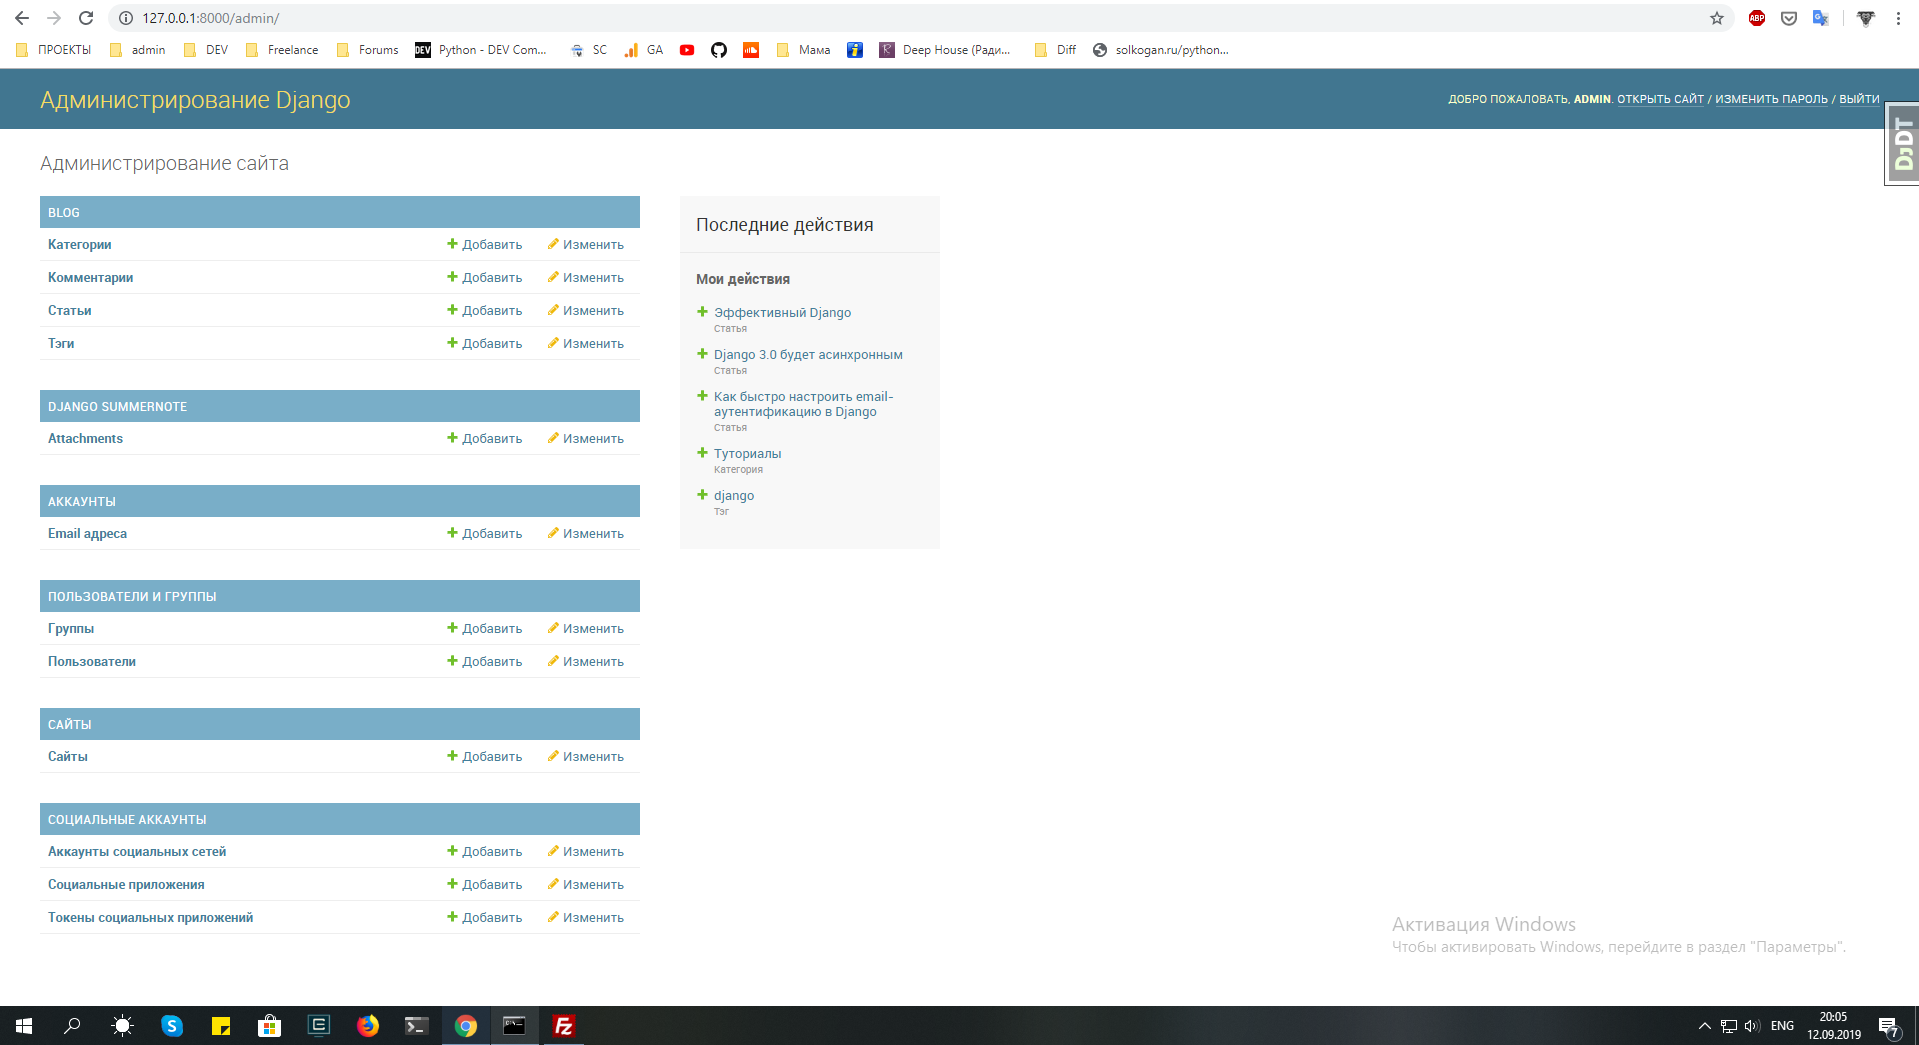 127.0.0.1:8000/admin/
ПРОЕКТЫ admin DEV Freelance Forums DEV Python - DEV Com... SC GA Мама Deep House (Ради... Diff solkogan.ru/python...
Администрирование Django
ДОБРО ПОЖАЛОВАТЬ, ADMIN. ОТКРЫТЬ САЙТ / ИЗМЕНИТЬ ПАРОЛЬ / ВЫЙТИ
DJDT
Администрирование сайта
BLOG
Категории Добавить Изменить
Комментарии Добавить Изменить
Статьи Добавить Изменить
Тэги Добавить Изменить
DJANGO SUMMERNOTE
Attachments Добавить Изменить
АККАУНТЫ
Email адреса Добавить Изменить
ПОЛЬЗОВАТЕЛИ И ГРУППЫ
Группы Добавить Изменить
Пользователи Добавить Изменить
САЙТЫ
Сайты Добавить Изменить
СОЦИАЛЬНЫЕ АККАУНТЫ
Аккаунты социальных сетей Добавить Изменить
Социальные приложения Добавить Изменить
Токены социальных приложений Добавить Изменить
Последние действия
Мои действия
Эффективный Django
Статья
Django 3.0 будет асинхронным
Статья
Как быстро настроить email-
аутентификацию в Django
Статья
Туториалы
Категория
django
Тэг
Активация Windows
Чтобы активировать Windows, перейдите в раздел "Параметры".
ENG
20:05
12.09.2019
7